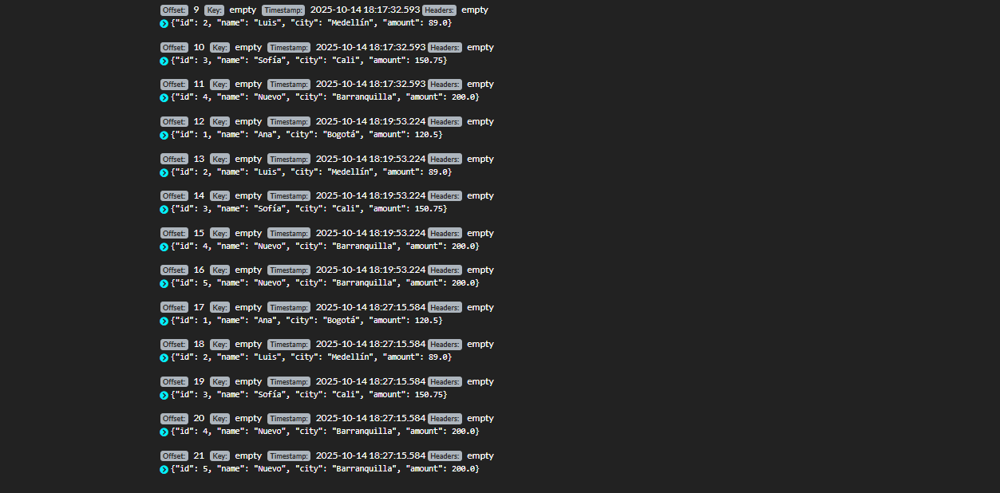 Offset: 9 Key: empty Timestamp: 2025-10-14 18:17:32.593 Headers: empty
{"id": 2, "name": "Luis", "city": "Medellín", "amount": 89.0}
Offset: 10 Key: empty Timestamp: 2025-10-14 18:17:32.593 Headers: empty
{"id": 3, "name": "Sofía", "city": "Cali", "amount": 150.75}
Offset: 11 Key: empty Timestamp: 2025-10-14 18:17:32.593 Headers: empty
{"id": 4, "name": "Nuevo", "city": "Barranquilla", "amount": 200.0}
Offset: 12 Key: empty Timestamp: 2025-10-14 18:19:53.224 Headers: empty
{"id": 1, "name": "Ana", "city": "Bogotá", "amount": 120.5}
Offset: 13 Key: empty Timestamp: 2025-10-14 18:19:53.224 Headers: empty
{"id": 2, "name": "Luis", "city": "Medellín", "amount": 89.0}
Offset: 14 Key: empty Timestamp: 2025-10-14 18:19:53.224 Headers: empty
{"id": 3, "name": "Sofía", "city": "Cali", "amount": 150.75}
Offset: 15 Key: empty Timestamp: 2025-10-14 18:19:53.224 Headers: empty
{"id": 4, "name": "Nuevo", "city": "Barranquilla", "amount": 200.0}
Offset: 16 Key: empty Timestamp: 2025-10-14 18:19:53.224 Headers: empty
{"id": 5, "name": "Nuevo", "city": "Barranquilla", "amount": 200.0}
Offset: 17 Key: empty Timestamp: 2025-10-14 18:27:15.584 Headers: empty
{"id": 1, "name": "Ana", "city": "Bogotá", "amount": 120.5}
Offset: 18 Key: empty Timestamp: 2025-10-14 18:27:15.584 Headers: empty
{"id": 2, "name": "Luis", "city": "Medellín", "amount": 89.0}
Offset: 19 Key: empty Timestamp: 2025-10-14 18:27:15.584 Headers: empty
{"id": 3, "name": "Sofía", "city": "Cali", "amount": 150.75}
Offset: 20 Key: empty Timestamp: 2025-10-14 18:27:15.584 Headers: empty
{"id": 4, "name": "Nuevo", "city": "Barranquilla", "amount": 200.0}
Offset: 21 Key: empty Timestamp: 2025-10-14 18:27:15.584 Headers: empty
{"id": 5, "name": "Nuevo", "city": "Barranquilla", "amount": 200.0}